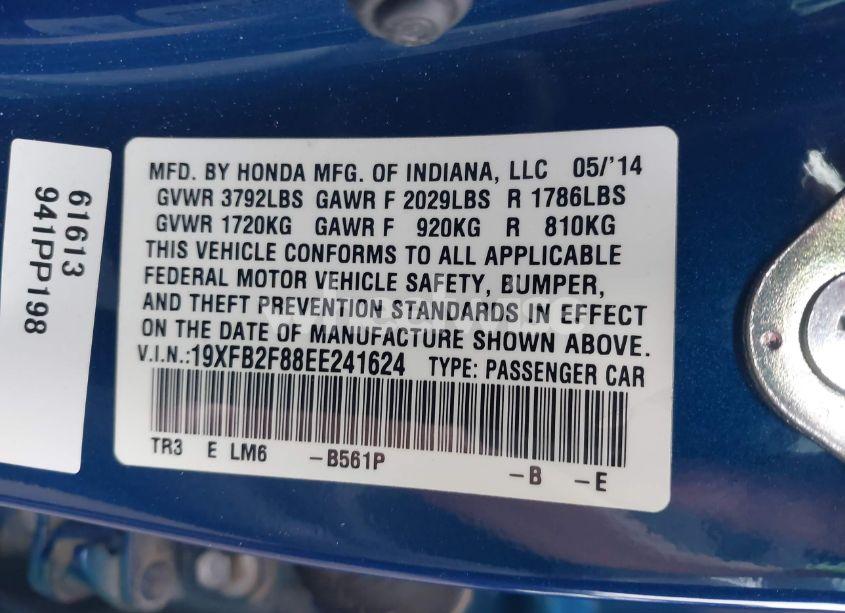 MFD. BY HONDA MFG. OF INDIANA, LLC 05/'14
GVWR 3792LBS GAWR F 2029LBS R 1786LBS
GVWR 1720KG GAWR F 920KG R 810KG
THIS VEHICLE CONFORMS TO ALL APPLICABLE
FEDERAL MOTOR VEHICLE SAFETY, BUMPER,
AND THEFT PREVENTION STANDARDS IN EFFECT
ON THE DATE OF MANUFACTURE SHOWN ABOVE.
V.I.N.:19XFB2F88EE241624 TYPE: PASSENGER CAR
TR3 E LM6 -B561P -B -E
61613
941PP198